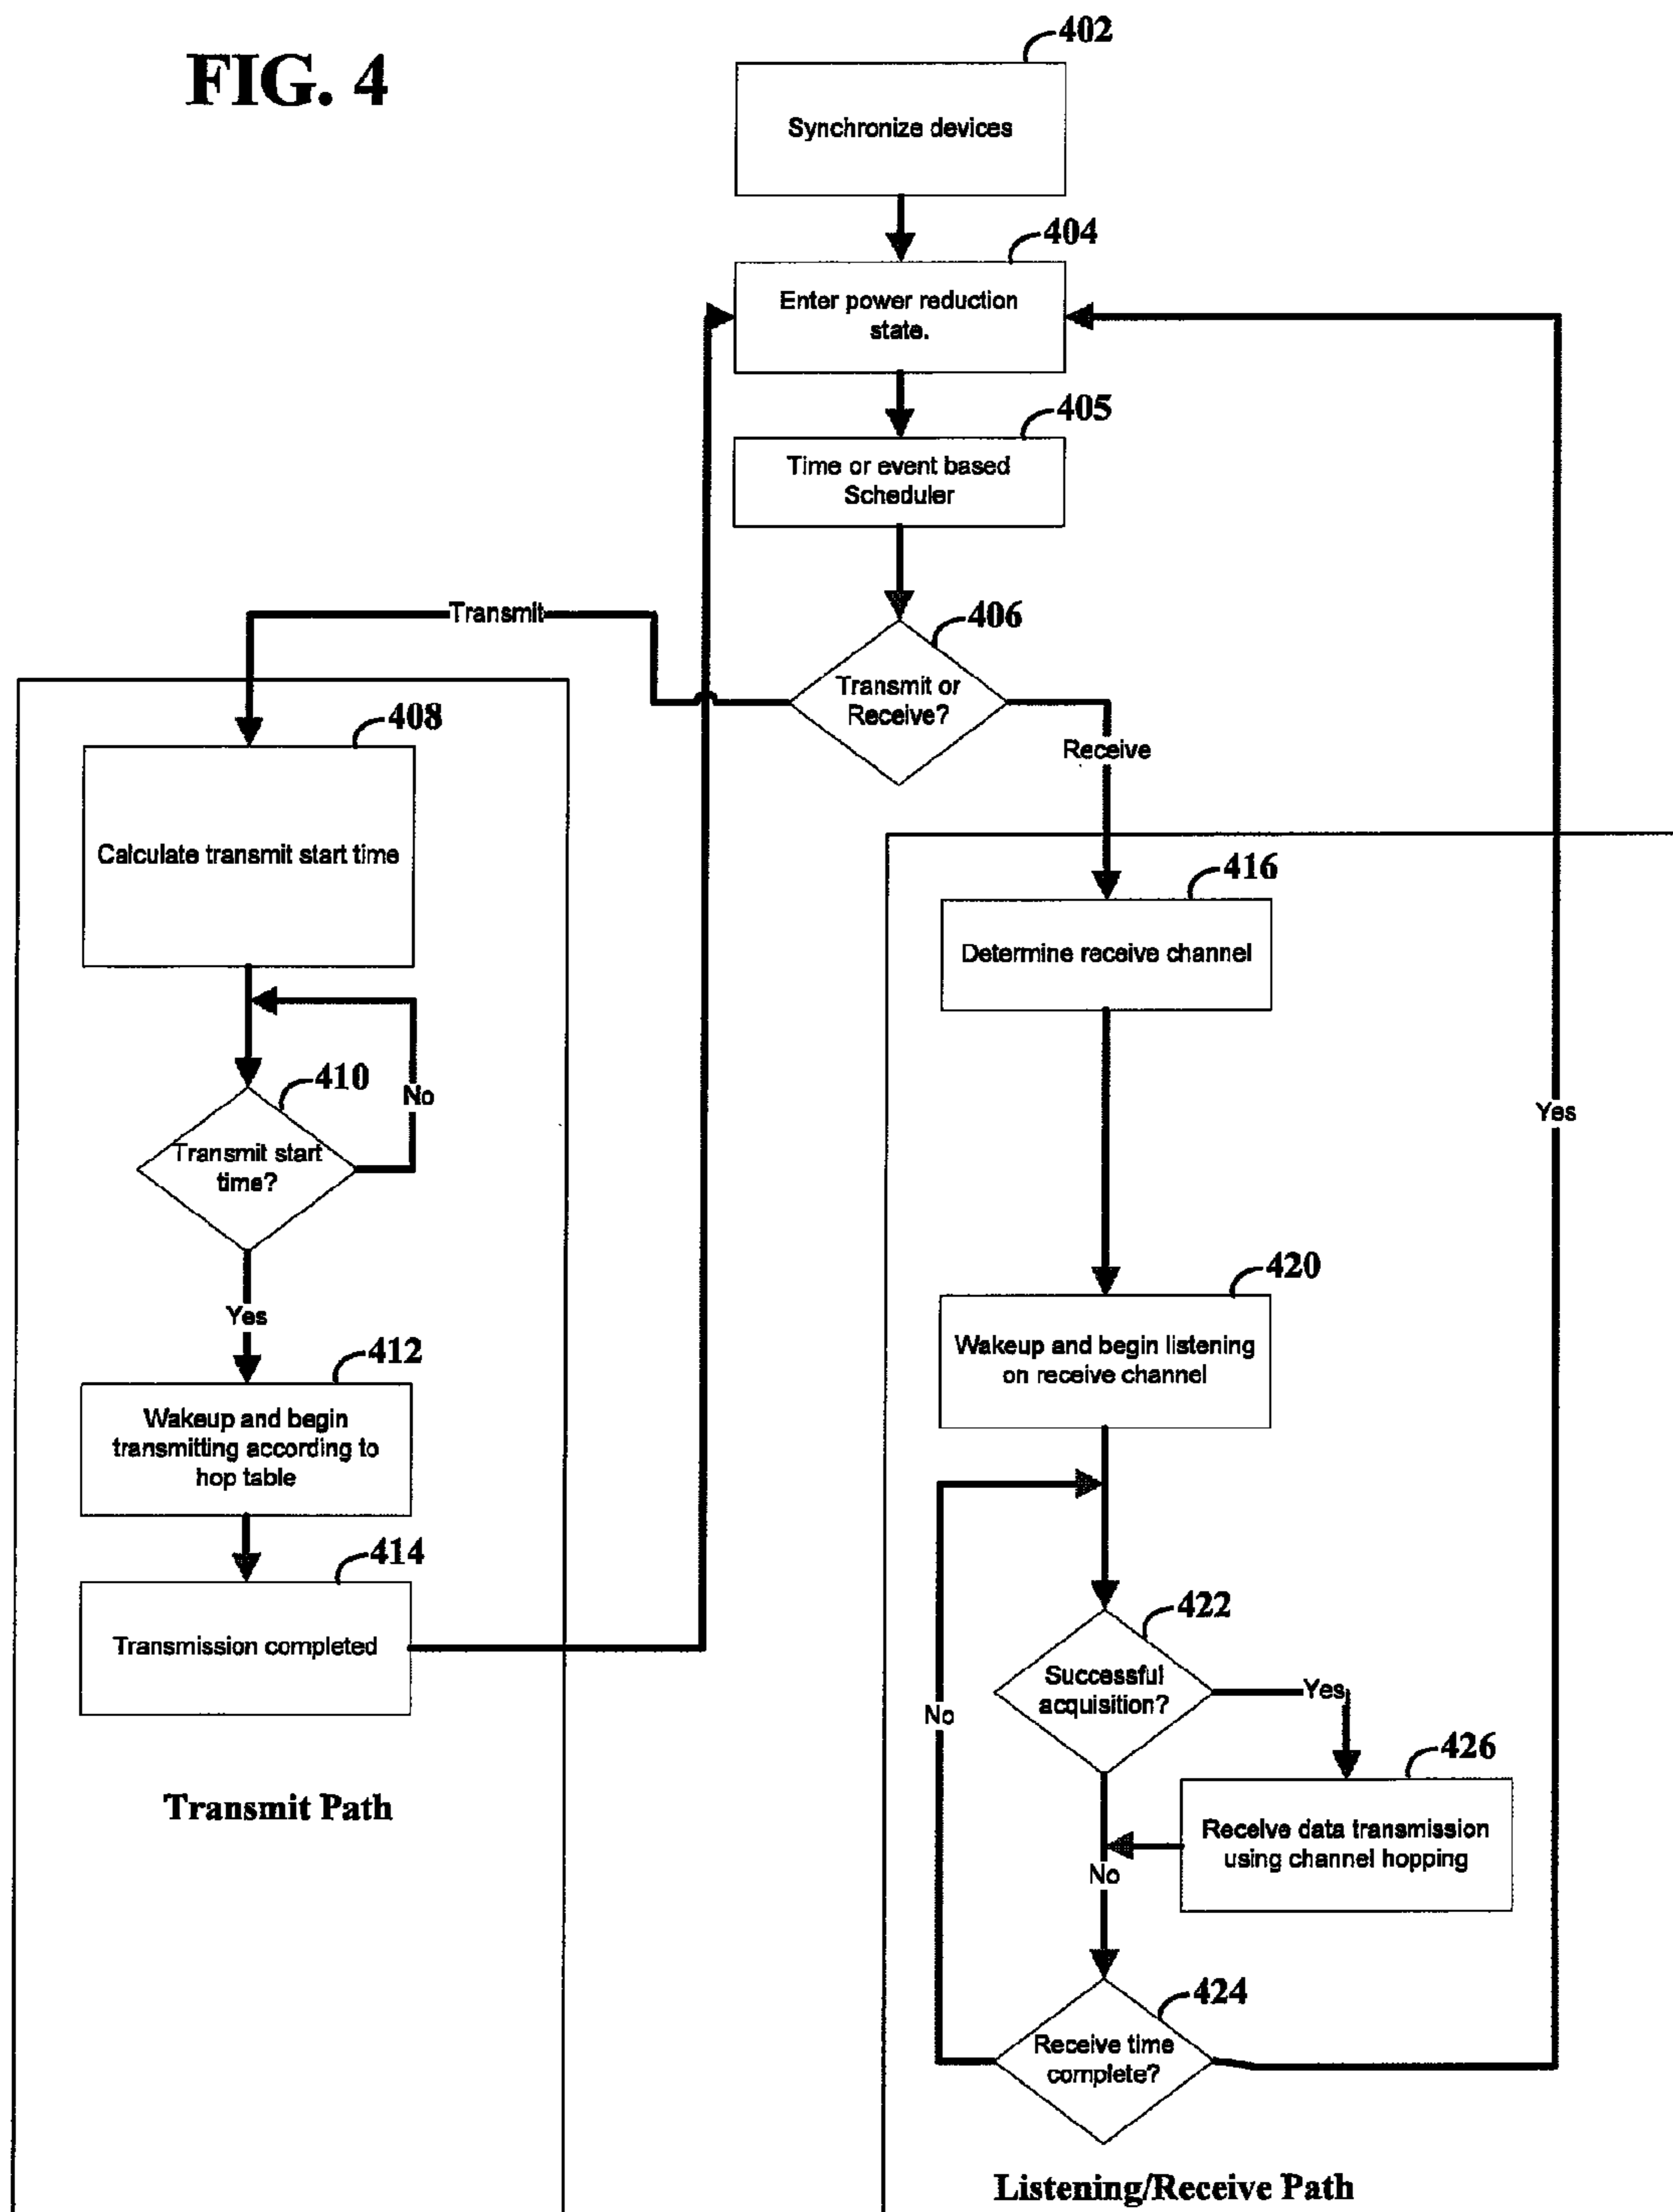 FIG. 4
402
Synchronize devices
404
Enter power reduction
state.
405
Time or event based
Scheduler
Transmit
406
Transmit or
Receive?
Receive
408
Calculate transmit start time
416
Determine receive channel
410
No
Transmit start
time?
Yes
Yes
420
Wakeup and begin listening
on receive channel
412
Wakeup and begin
transmitting according to
hop table
414
Transmission completed
422
Successful
acquisition?
Yes
No
426
Receive data transmission
using channel hopping
No
Transmit Path
424
Receive time
complete?
Listening/Receive Path